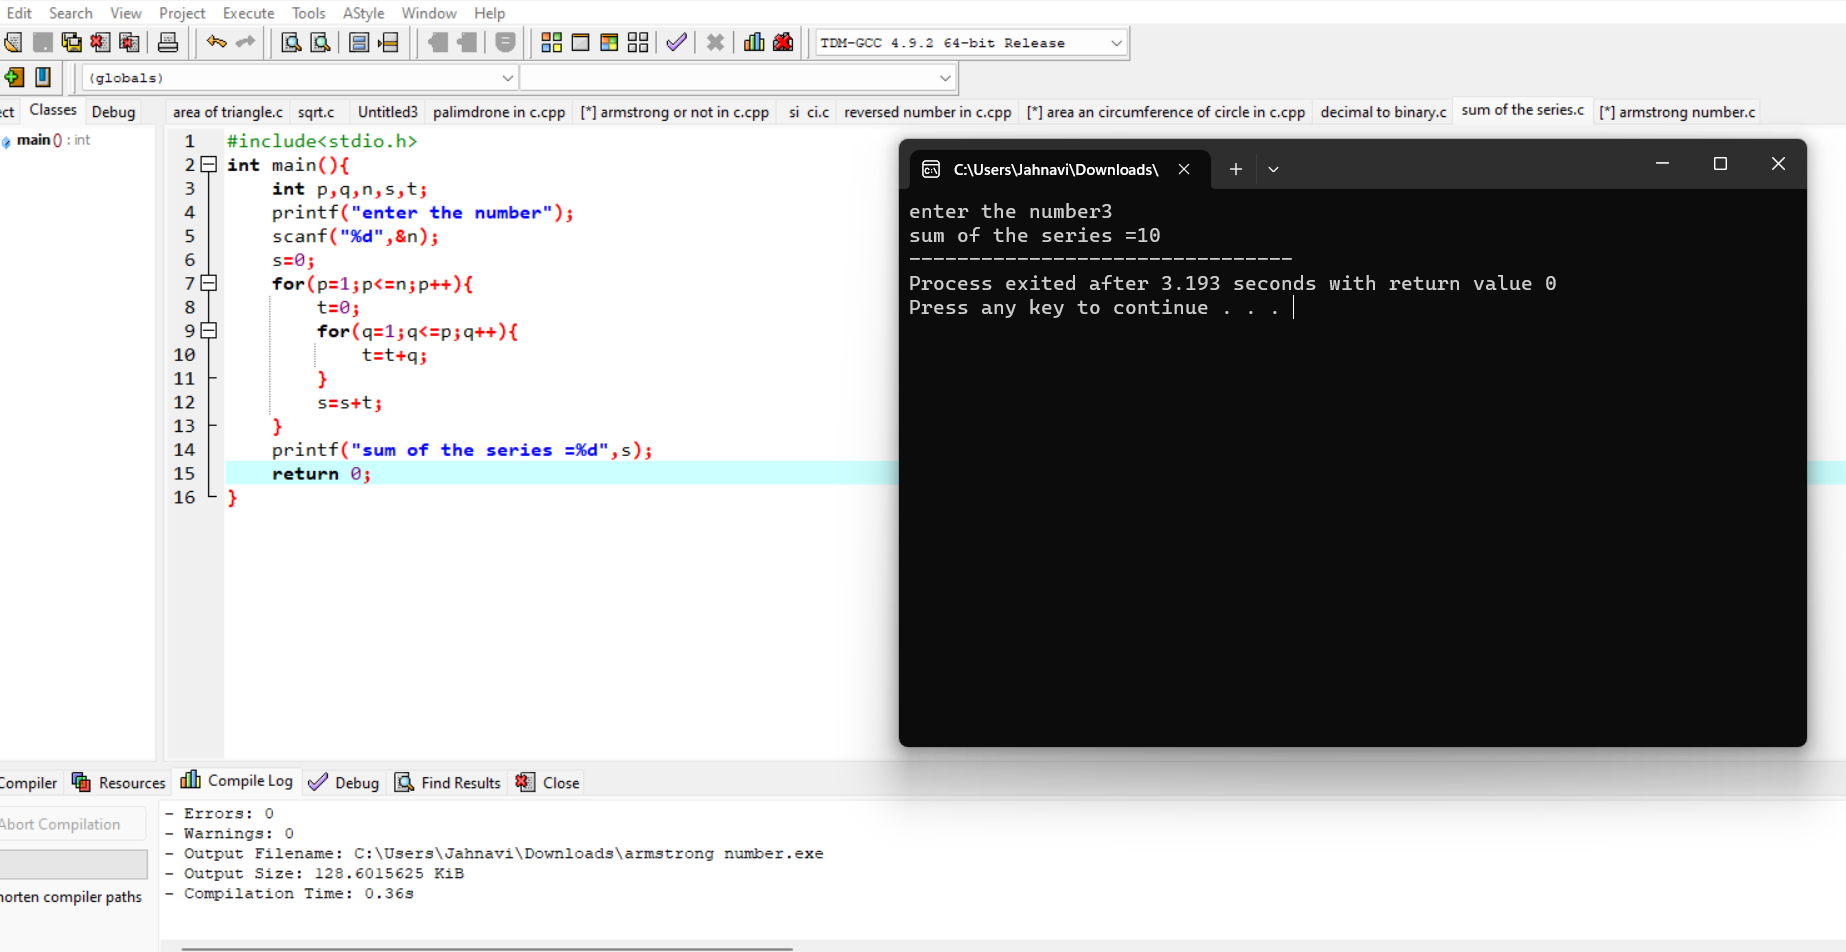 Edit Search View Project Execute Tools AStyle Window Help
TDM-GCC 4.9.2 64-bit Release
(globals)
ct Classes Debug
area of triangle.c sqrt.c Untitled3 palimdrone in c.cpp [*] armstrong or not in c.cpp si ci.c reversed number in c.cpp [*] area an circumference of circle in c.cpp decimal to binary.c sum of the series.c [*] armstrong number.c
main() : int
1 #include<stdio.h>
2 int main(){
3 int p,q,n,s,t;
4 printf("enter the number");
5 scanf("%d",&n);
6 s=0;
7 for(p=1;p<=n;p++){
8 t=0;
9 for(q=1;q<=p;q++){
10 t=t+q;
11 }
12 s=s+t;
13 }
14 printf("sum of the series =%d",s);
15 return 0;
16 }
C:\Users\Jahnavi\Downloads\
enter the number3
sum of the series =10
--------------------------------
Process exited after 3.193 seconds with return value 0
Press any key to continue . . .
Compiler Resources Compile Log Debug Find Results Close
Abort Compilation
horten compiler paths
- Errors: 0
- Warnings: 0
- Output Filename: C:\Users\Jahnavi\Downloads\armstrong number.exe
- Output Size: 128.6015625 KiB
- Compilation Time: 0.36s